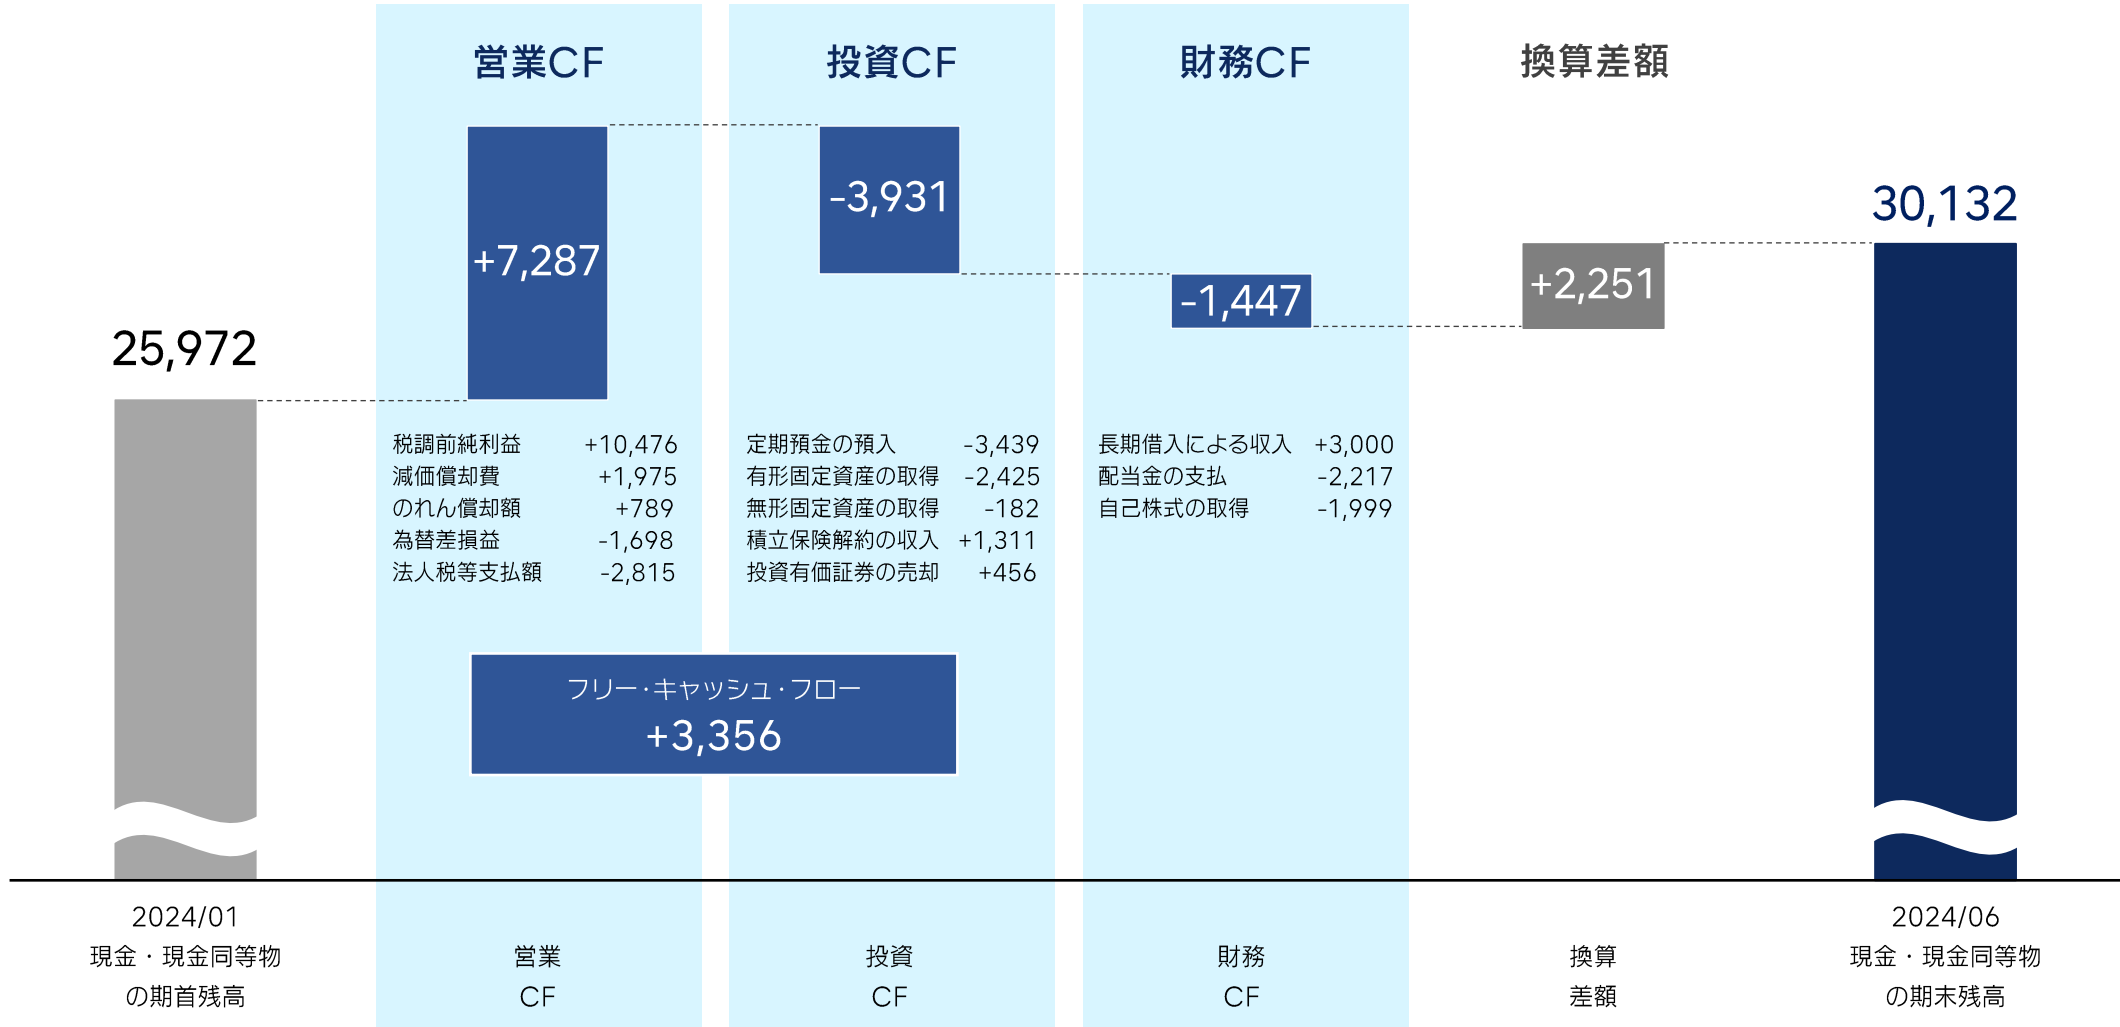 営業CF
投資CF
財務CF
換算差額
25,972
+7,287
-3,931
-1,447
+2,251
30,132
税調前純利益 +10,476
減価償却費 +1,975
のれん償却額 +789
為替差損益 -1,698
法人税等支払額 -2,815
定期預金の預入 -3,439
有形固定資産の取得 -2,425
無形固定資産の取得 -182
積立保険解約の収入 +1,311
投資有価証券の売却 +456
長期借入による収入 +3,000
配当金の支払 -2,217
自己株式の取得 -1,999
フリー・キャッシュ・フロー
+3,356
2024/01
現金・現金同等物
の期首残高
営業
CF
投資
CF
財務
CF
換算
差額
2024/06
現金・現金同等物
の期末残高